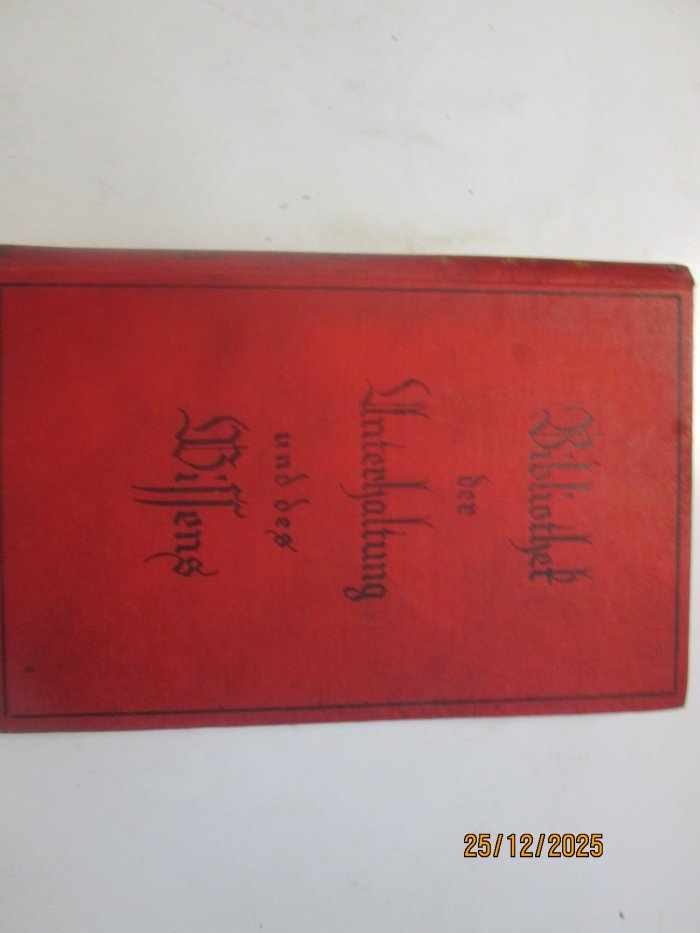 Bibliothek
der
Unterhaltung
und des
Wissens
25/12/2025